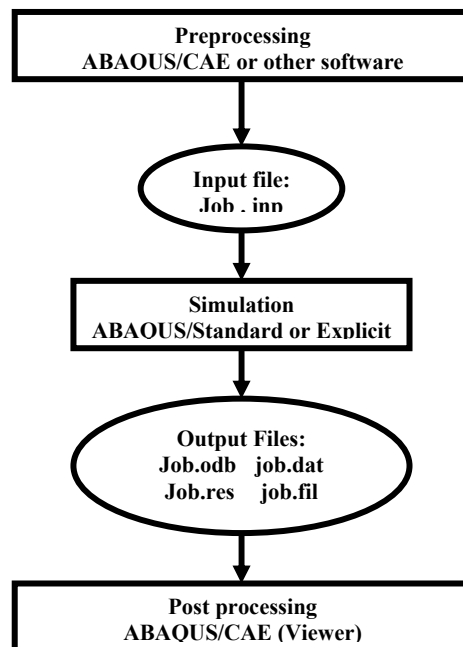 Preprocessing
ABAQUS/CAE or other software
Input file:
Job . inp
Simulation
ABAQUS/Standard or Explicit
Output Files:
Job.odb job.dat
Job.res job.fil
Post processing
ABAQUS/CAE (Viewer)